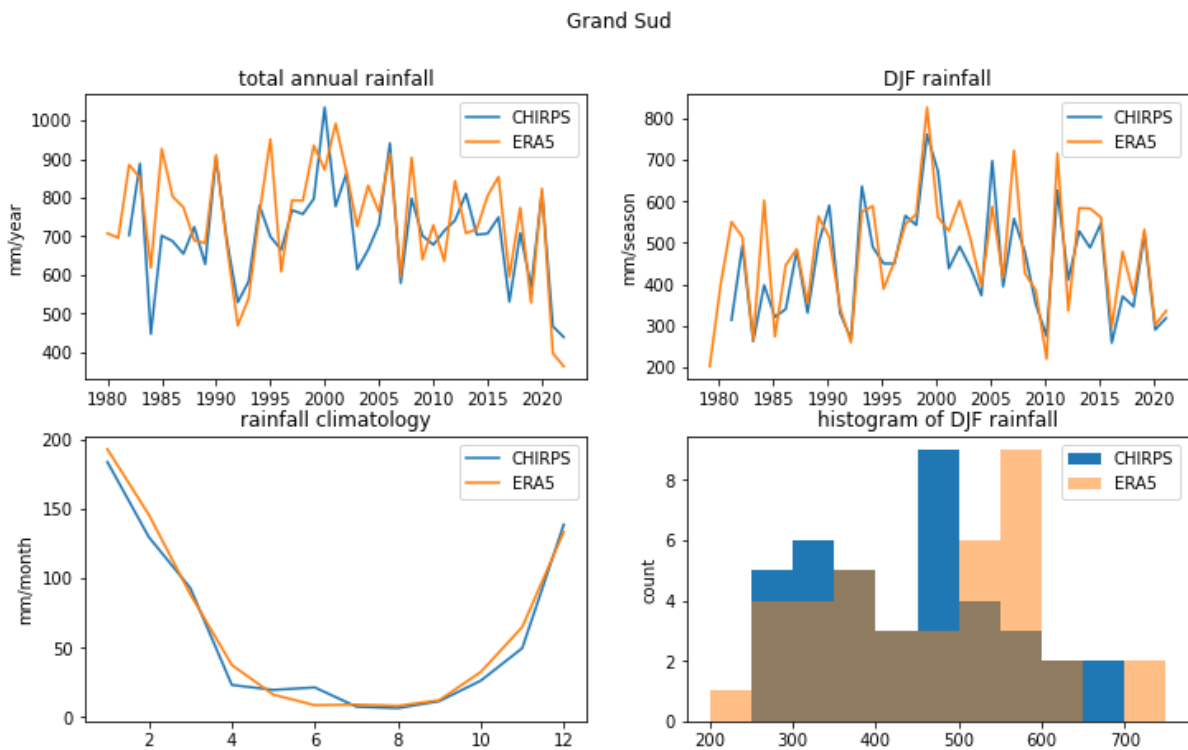 Grand Sud
total annual rainfall
mm/year
1000
900
800
700
600
500
400
CHIRPS
ERA5
1980 1985 1990 1995 2000 2005 2010 2015 2020
DJF rainfall
mm/season
800
700
600
500
400
300
200
CHIRPS
ERA5
1980 1985 1990 1995 2000 2005 2010 2015 2020
rainfall climatology
mm/month
200
150
100
50
0
CHIRPS
ERA5
2 4 6 8 10 12
histogram of DJF rainfall
count
8
6
4
2
0
CHIRPS
ERA5
200 300 400 500 600 700